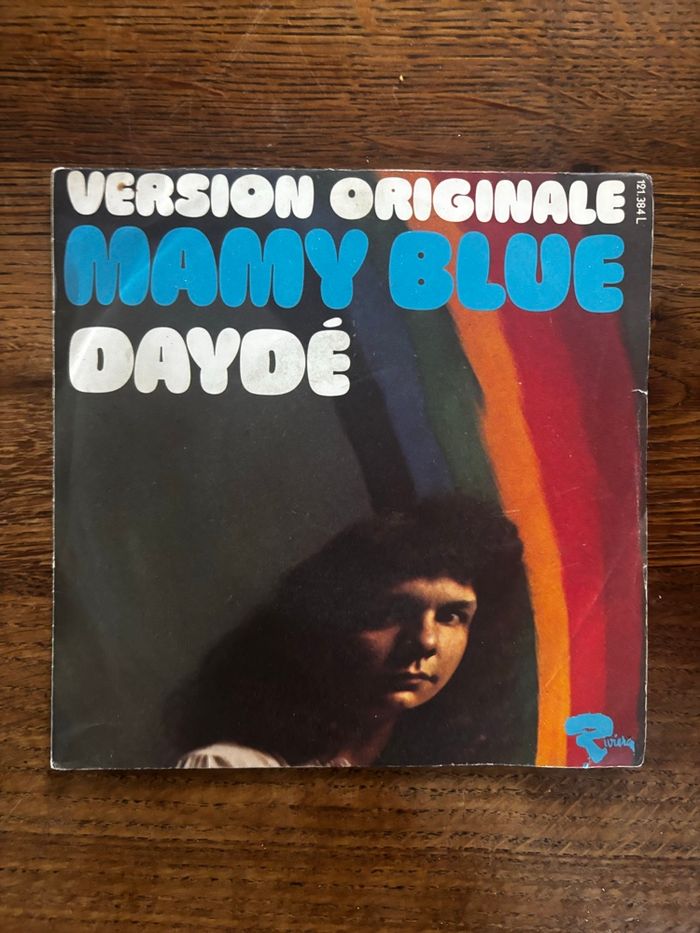 VERSION ORIGINALE
MAMY BLUE
DAYDÉ
121.384 L
Riviera